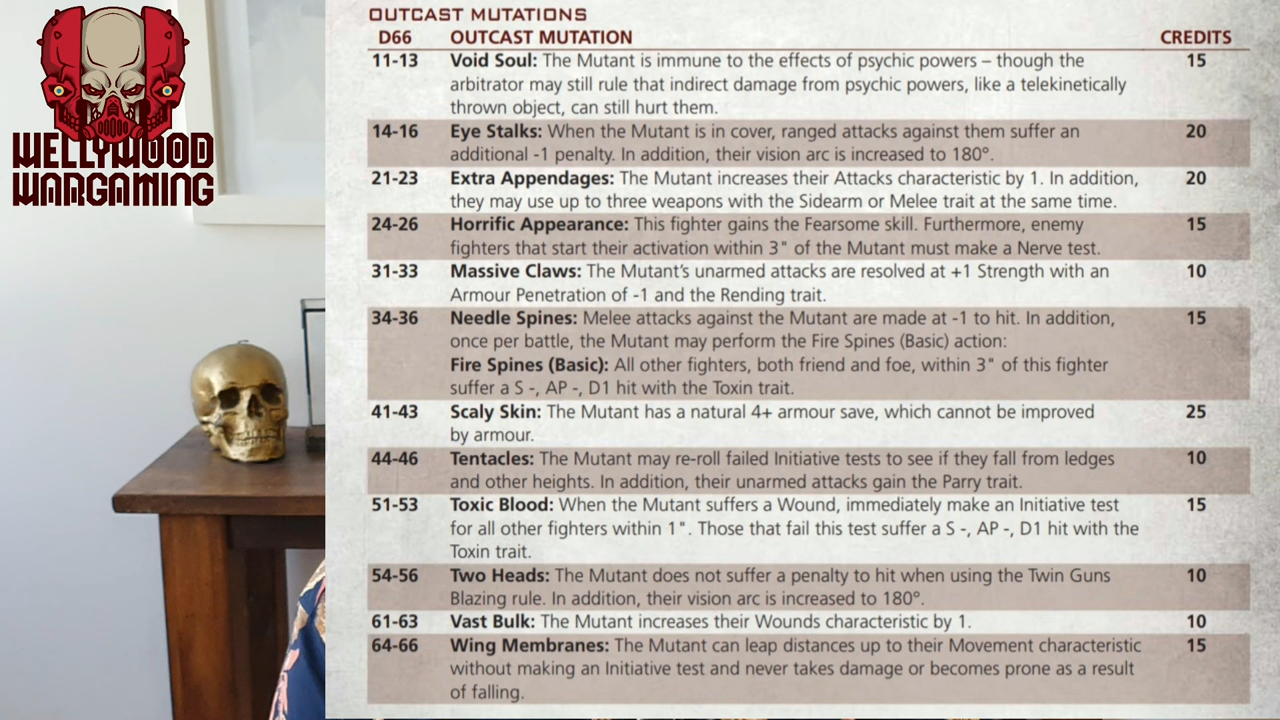 WELLYWOOD
WARGAMING
OUTCAST MUTATIONS
D66 OUTCAST MUTATION CREDITS
11-13 Void Soul: The Mutant is immune to the effects of psychic powers – though the 15
arbitrator may still rule that indirect damage from psychic powers, like a telekinetically
thrown object, can still hurt them.
14-16 Eye Stalks: When the Mutant is in cover, ranged attacks against them suffer an 20
additional -1 penalty. In addition, their vision arc is increased to 180°.
21-23 Extra Appendages: The Mutant increases their Attacks characteristic by 1. In addition, 20
they may use up to three weapons with the Sidearm or Melee trait at the same time.
24-26 Horrific Appearance: This fighter gains the Fearsome skill. Furthermore, enemy 15
fighters that start their activation within 3" of the Mutant must make a Nerve test.
31-33 Massive Claws: The Mutant's unarmed attacks are resolved at +1 Strength with an 10
Armour Penetration of -1 and the Rending trait.
34-36 Needle Spines: Melee attacks against the Mutant are made at -1 to hit. In addition, 15
once per battle, the Mutant may perform the Fire Spines (Basic) action:
Fire Spines (Basic): All other fighters, both friend and foe, within 3" of this fighter
suffer a S -, AP -, D1 hit with the Toxin trait.
41-43 Scaly Skin: The Mutant has a natural 4+ armour save, which cannot be improved 25
by armour.
44-46 Tentacles: The Mutant may re-roll failed Initiative tests to see if they fall from ledges 10
and other heights. In addition, their unarmed attacks gain the Parry trait.
51-53 Toxic Blood: When the Mutant suffers a Wound, immediately make an Initiative test 15
for all other fighters within 1". Those that fail this test suffer a S -, AP -, D1 hit with the
Toxin trait.
54-56 Two Heads: The Mutant does not suffer a penalty to hit when using the Twin Guns 10
Blazing rule. In addition, their vision arc is increased to 180°.
61-63 Vast Bulk: The Mutant increases their Wounds characteristic by 1. 10
64-66 Wing Membranes: The Mutant can leap distances up to their Movement characteristic 15
without making an Initiative test and never takes damage or becomes prone as a result
of falling.